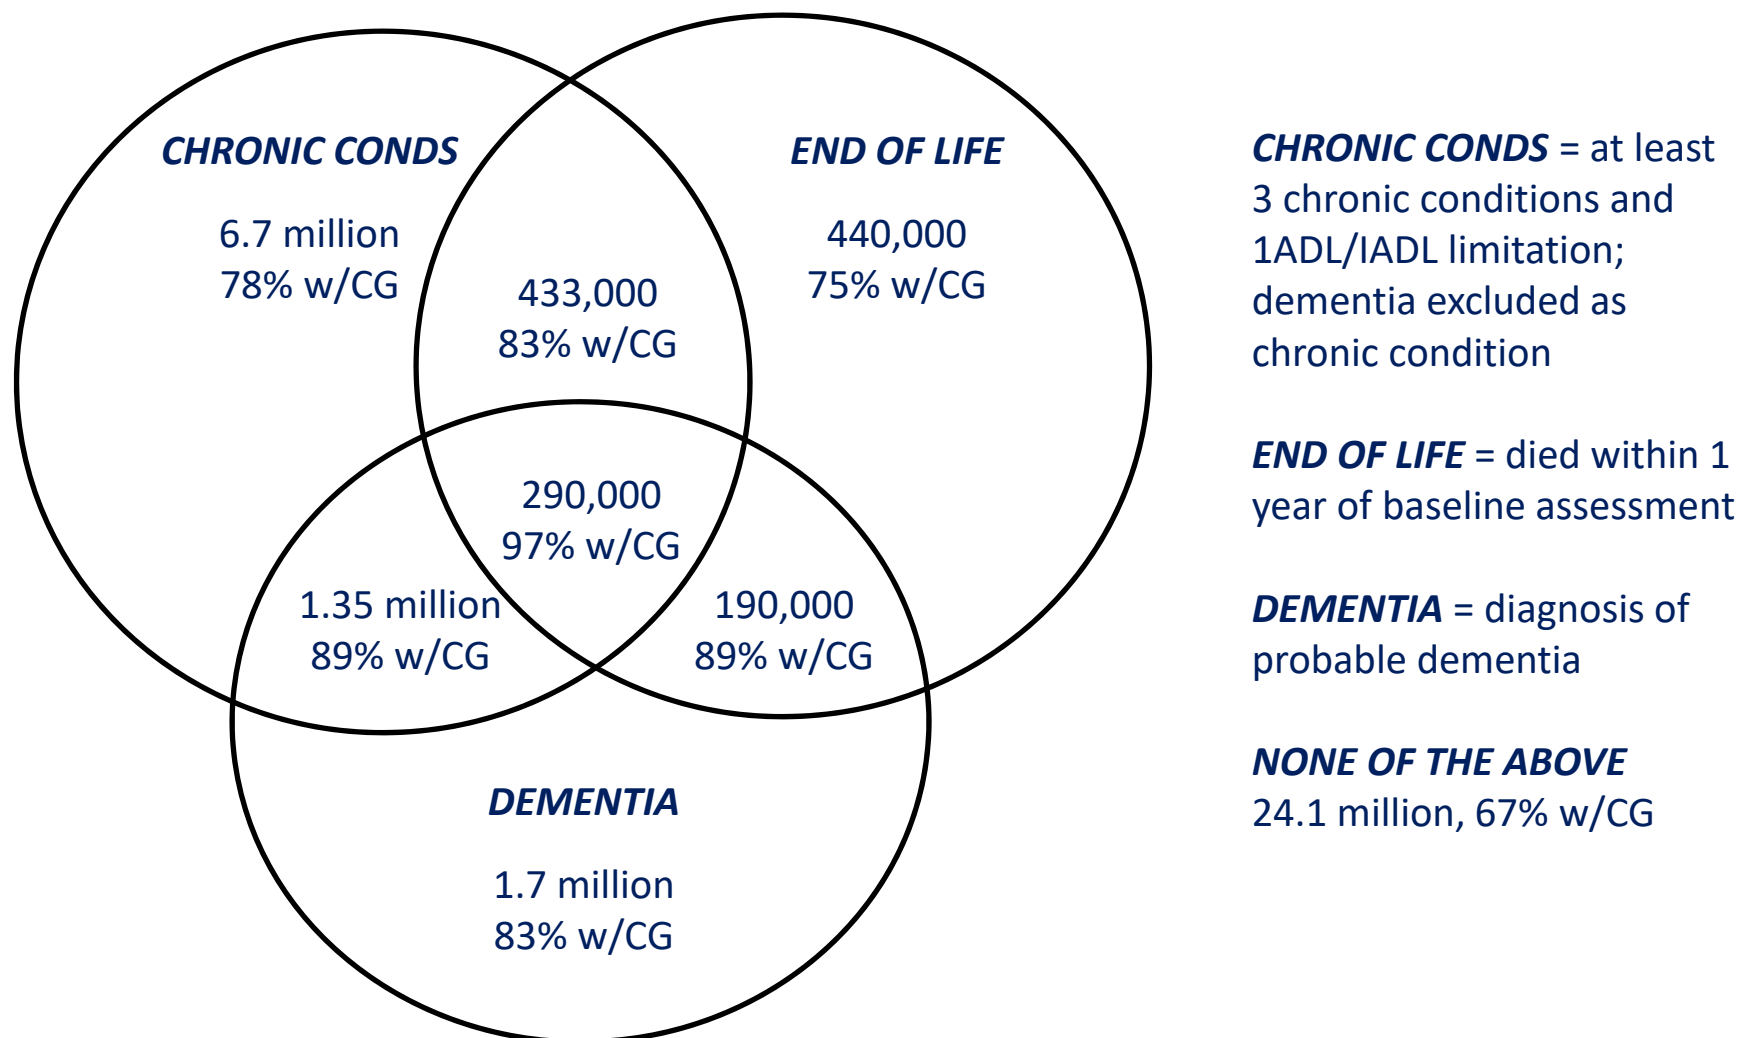 CHRONIC CONDS
6.7 million
78% w/CG
END OF LIFE
440,000
75% w/CG
433,000
83% w/CG
290,000
97% w/CG
1.35 million
89% w/CG
190,000
89% w/CG
DEMENTIA
1.7 million
83% w/CG
CHRONIC CONDS = at least
3 chronic conditions and
1ADL/IADL limitation;
dementia excluded as
chronic condition
END OF LIFE = died within 1
year of baseline assessment
DEMENTIA = diagnosis of
probable dementia
NONE OF THE ABOVE
24.1 million, 67% w/CG